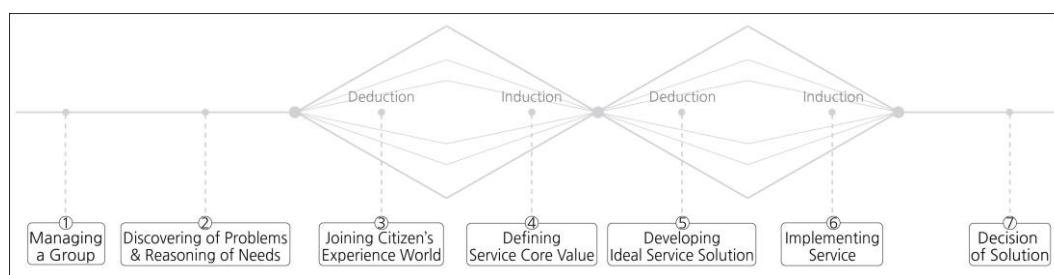 Deduction Induction Deduction Induction
① ② ③ ④ ⑤ ⑥ ⑦
Managing
a Group
Discovering of Problems
& Reasoning of Needs
Joining Citizen's
Experience World
Defining
Service Core Value
Developing
Ideal Service Solution
Implementing
Service
Decision
of Solution